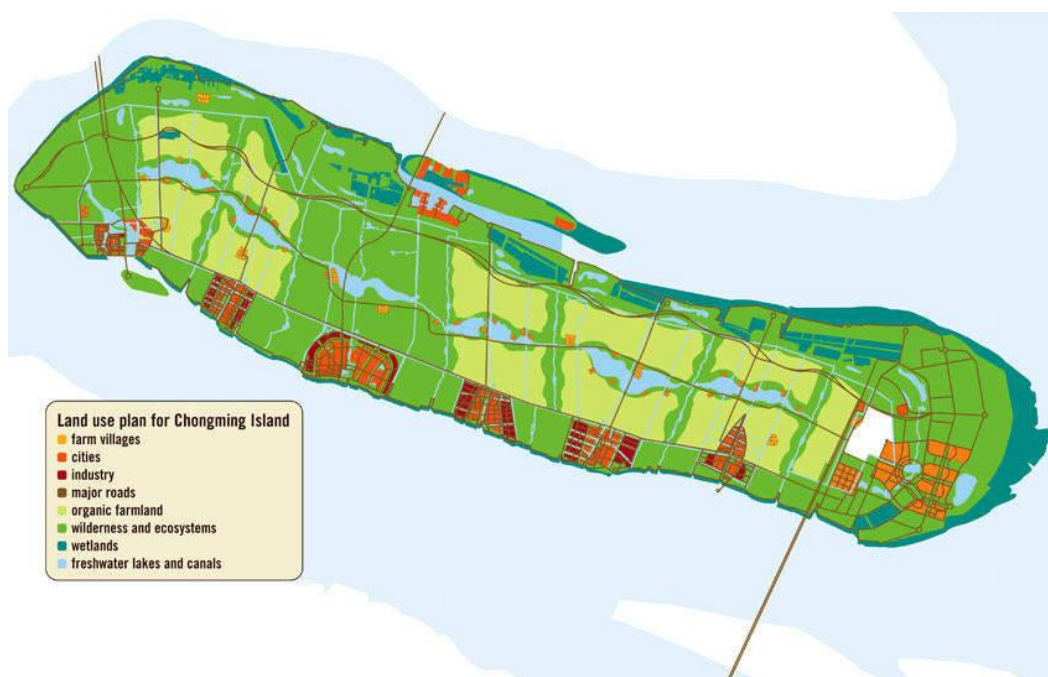 Land use plan for Chongming Island
farm villages
cities
industry
major roads
organic farmland
wilderness and ecosystems
wetlands
freshwater lakes and canals